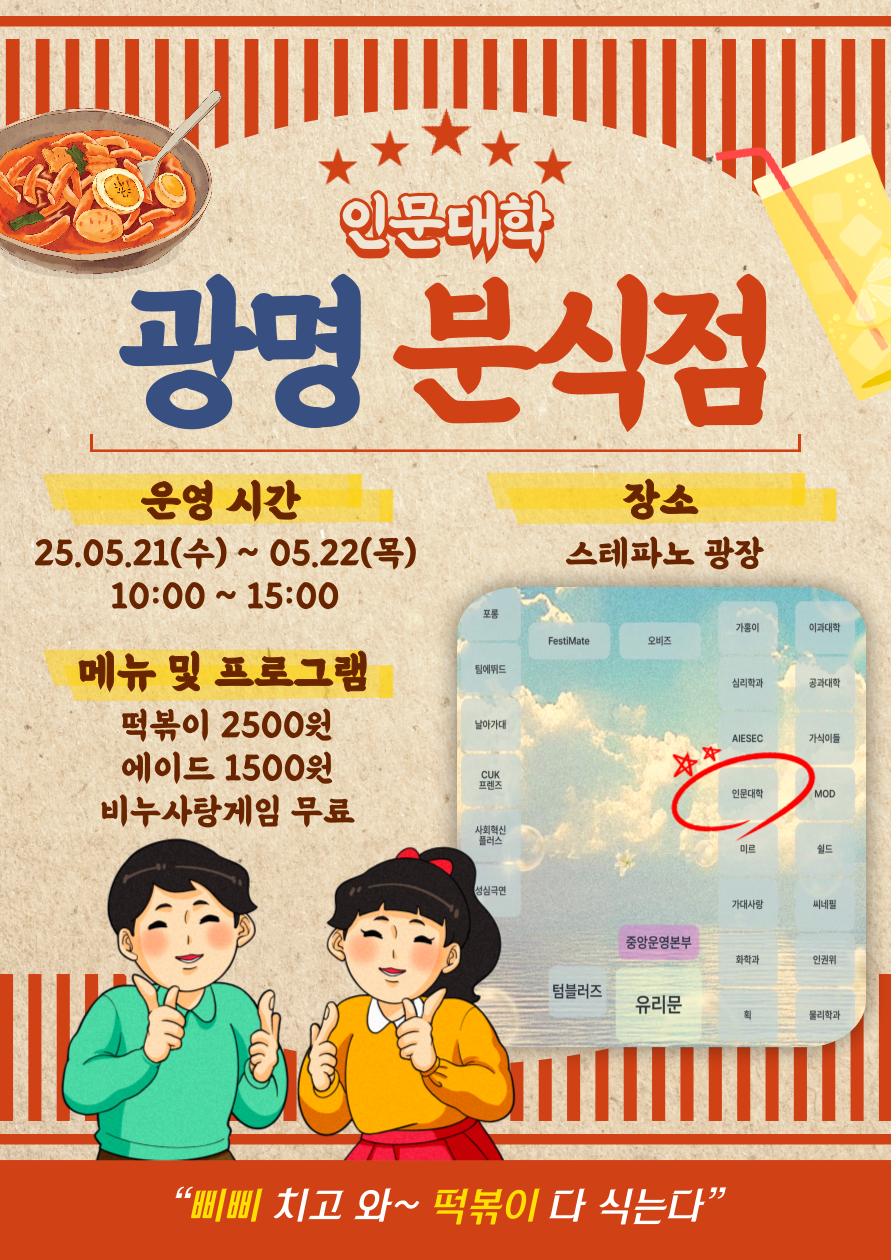 인문대학
광명 분식점
운영 시간
25.05.21(수) ~ 05.22(목)
10:00 ~ 15:00
메뉴 및 프로그램
떡볶이 2500원
에이드 1500원
비누사탕게임 무료
장소
스테파노 광장
포롱
팀에뛰드
날아가대
CUK
프렌즈
사회혁신
플러스
성심극연
FestiMate
오비즈
가홍이
심리학과
AIESEC
인문대학
미르
가대사랑
화학과
획
이과대학
공과대학
가식이들
MOD
쉴드
씨네필
인권위
물리학과
중앙운영본부
텀블러즈
유리문
“삐삐 치고 와~ 떡볶이 다 식는다”